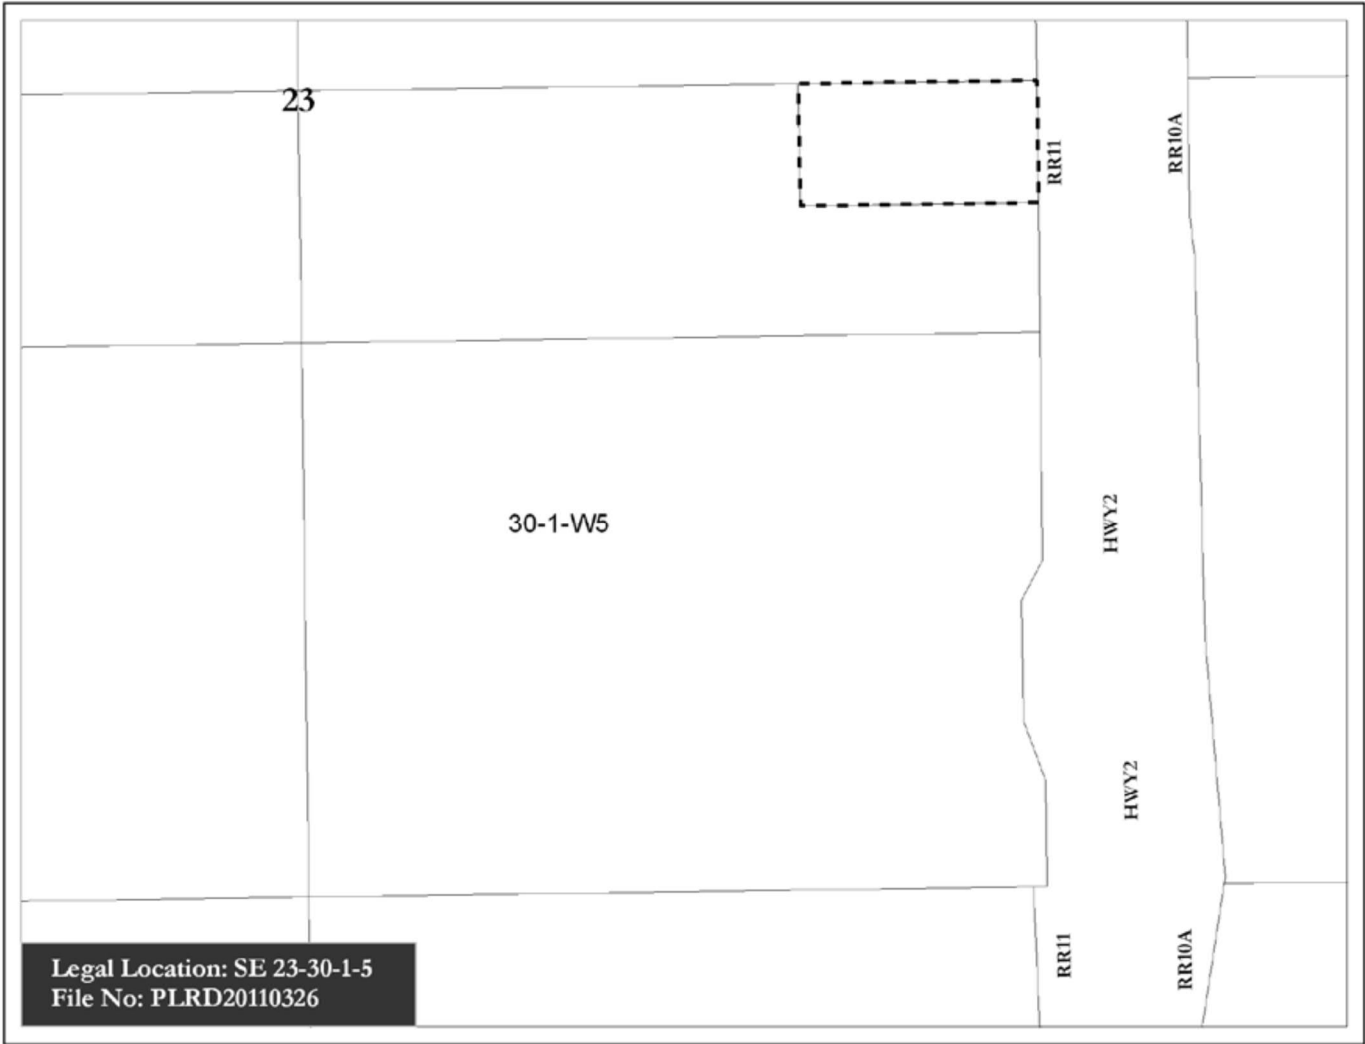 23
RR11
RR10A
30-1-W5
HWY2
HWY2
RR11
RR10A
Legal Location: SE 23-30-1-5
File No: PLRD20110326